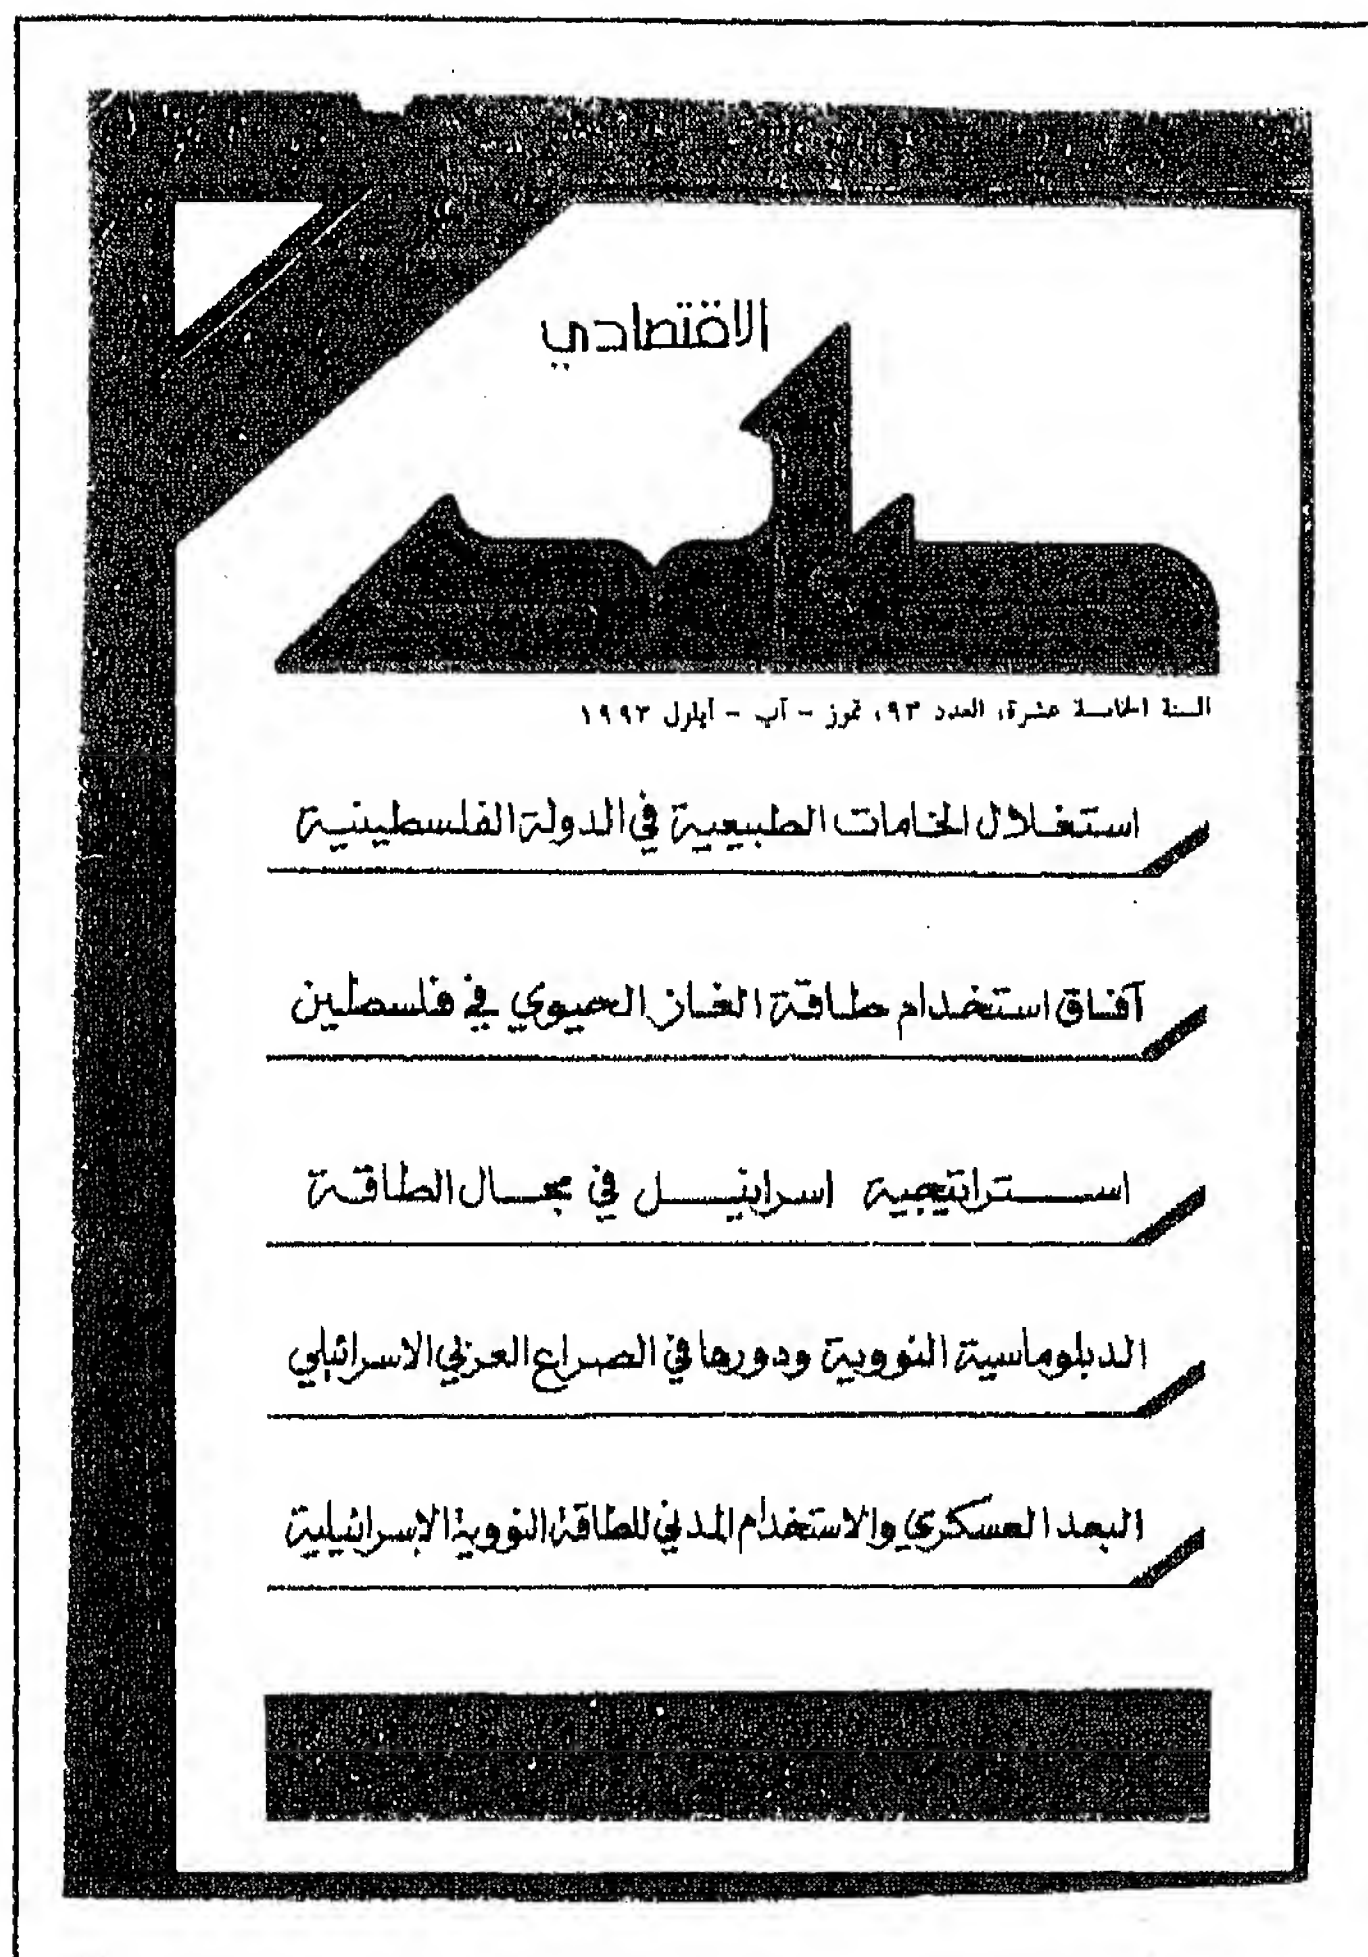 الاقتصادي
صامد
السنة الخامسة عشرة، العدد ٩٣، تموز - آب - أيلول ١٩٩٣
استغلال الخامات الطبيعية في الدولة الفلسطينية
آفاق استخدام طاقة الغاز الحيوي في فلسطين
استراتيجية اسرائيل في مجال الطاقة
الدبلوماسية النووية ودورها في الصراع العربي الاسرائيلي
البعد العسكري والاستخدام المدني للطاقة النووية الإسرائيلية